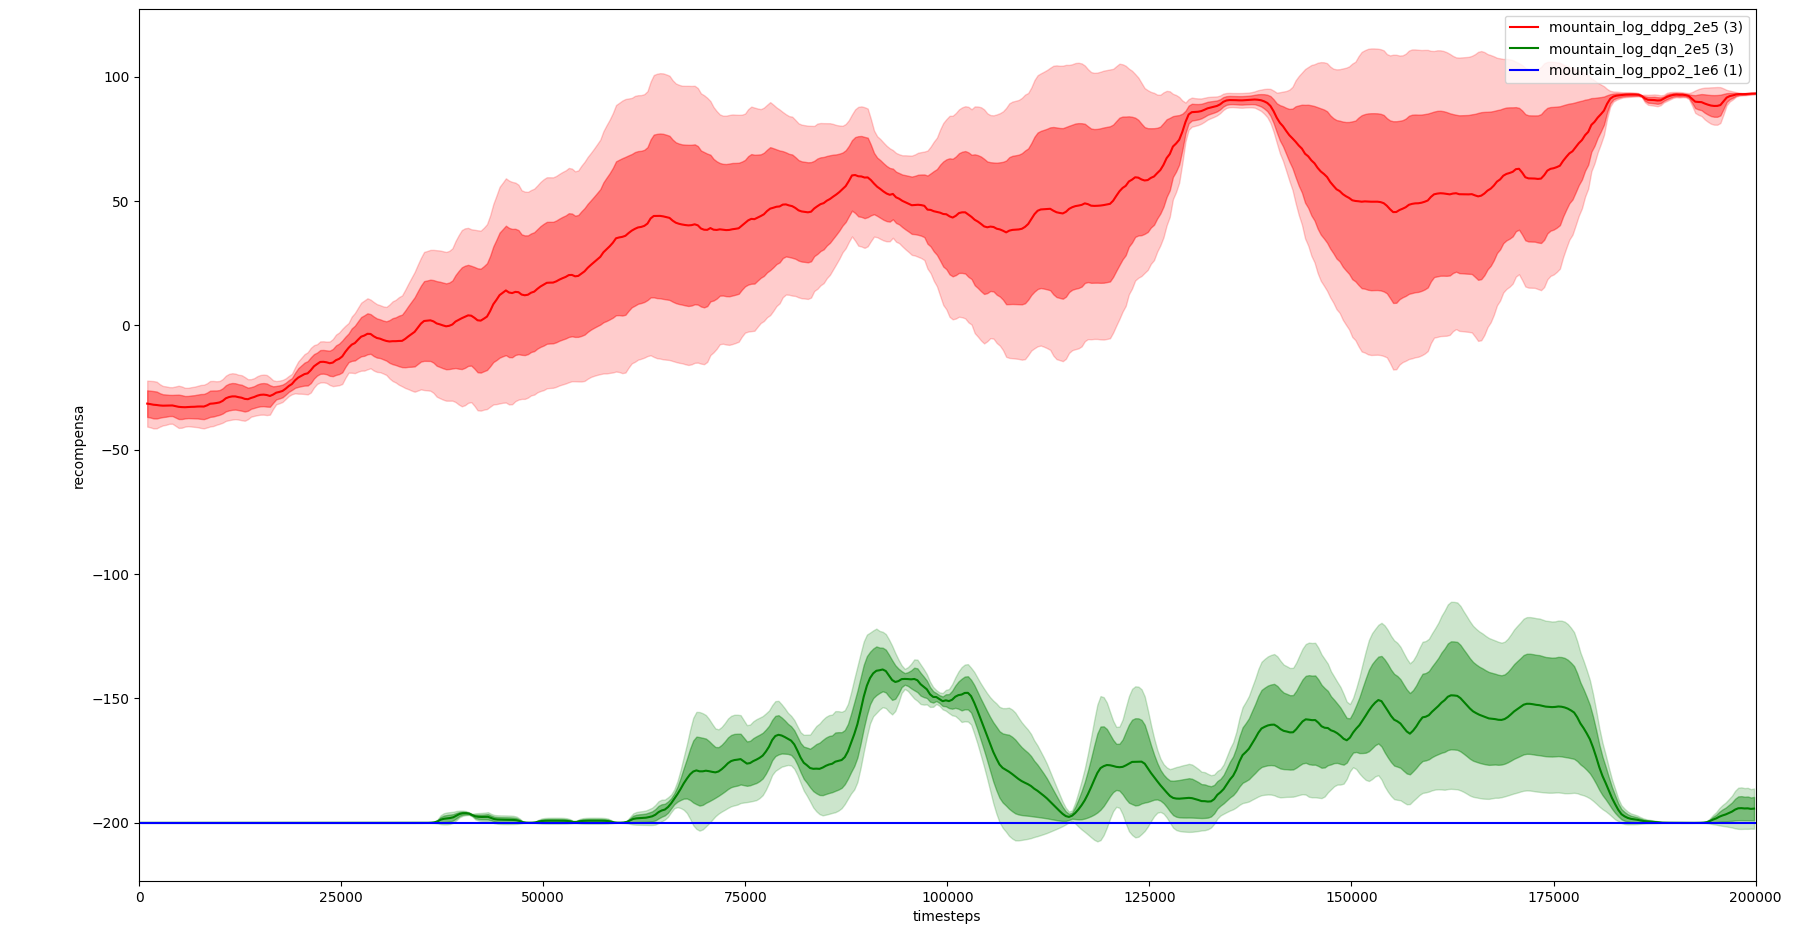 mountain_log_ddpg_2e5 (3)
mountain_log_dqn_2e5 (3)
mountain_log_ppo2_1e6 (1)
100
50
0
−50
−100
−150
−200
recompensa
0 25000 50000 75000 100000 125000 150000 175000 200000
timesteps